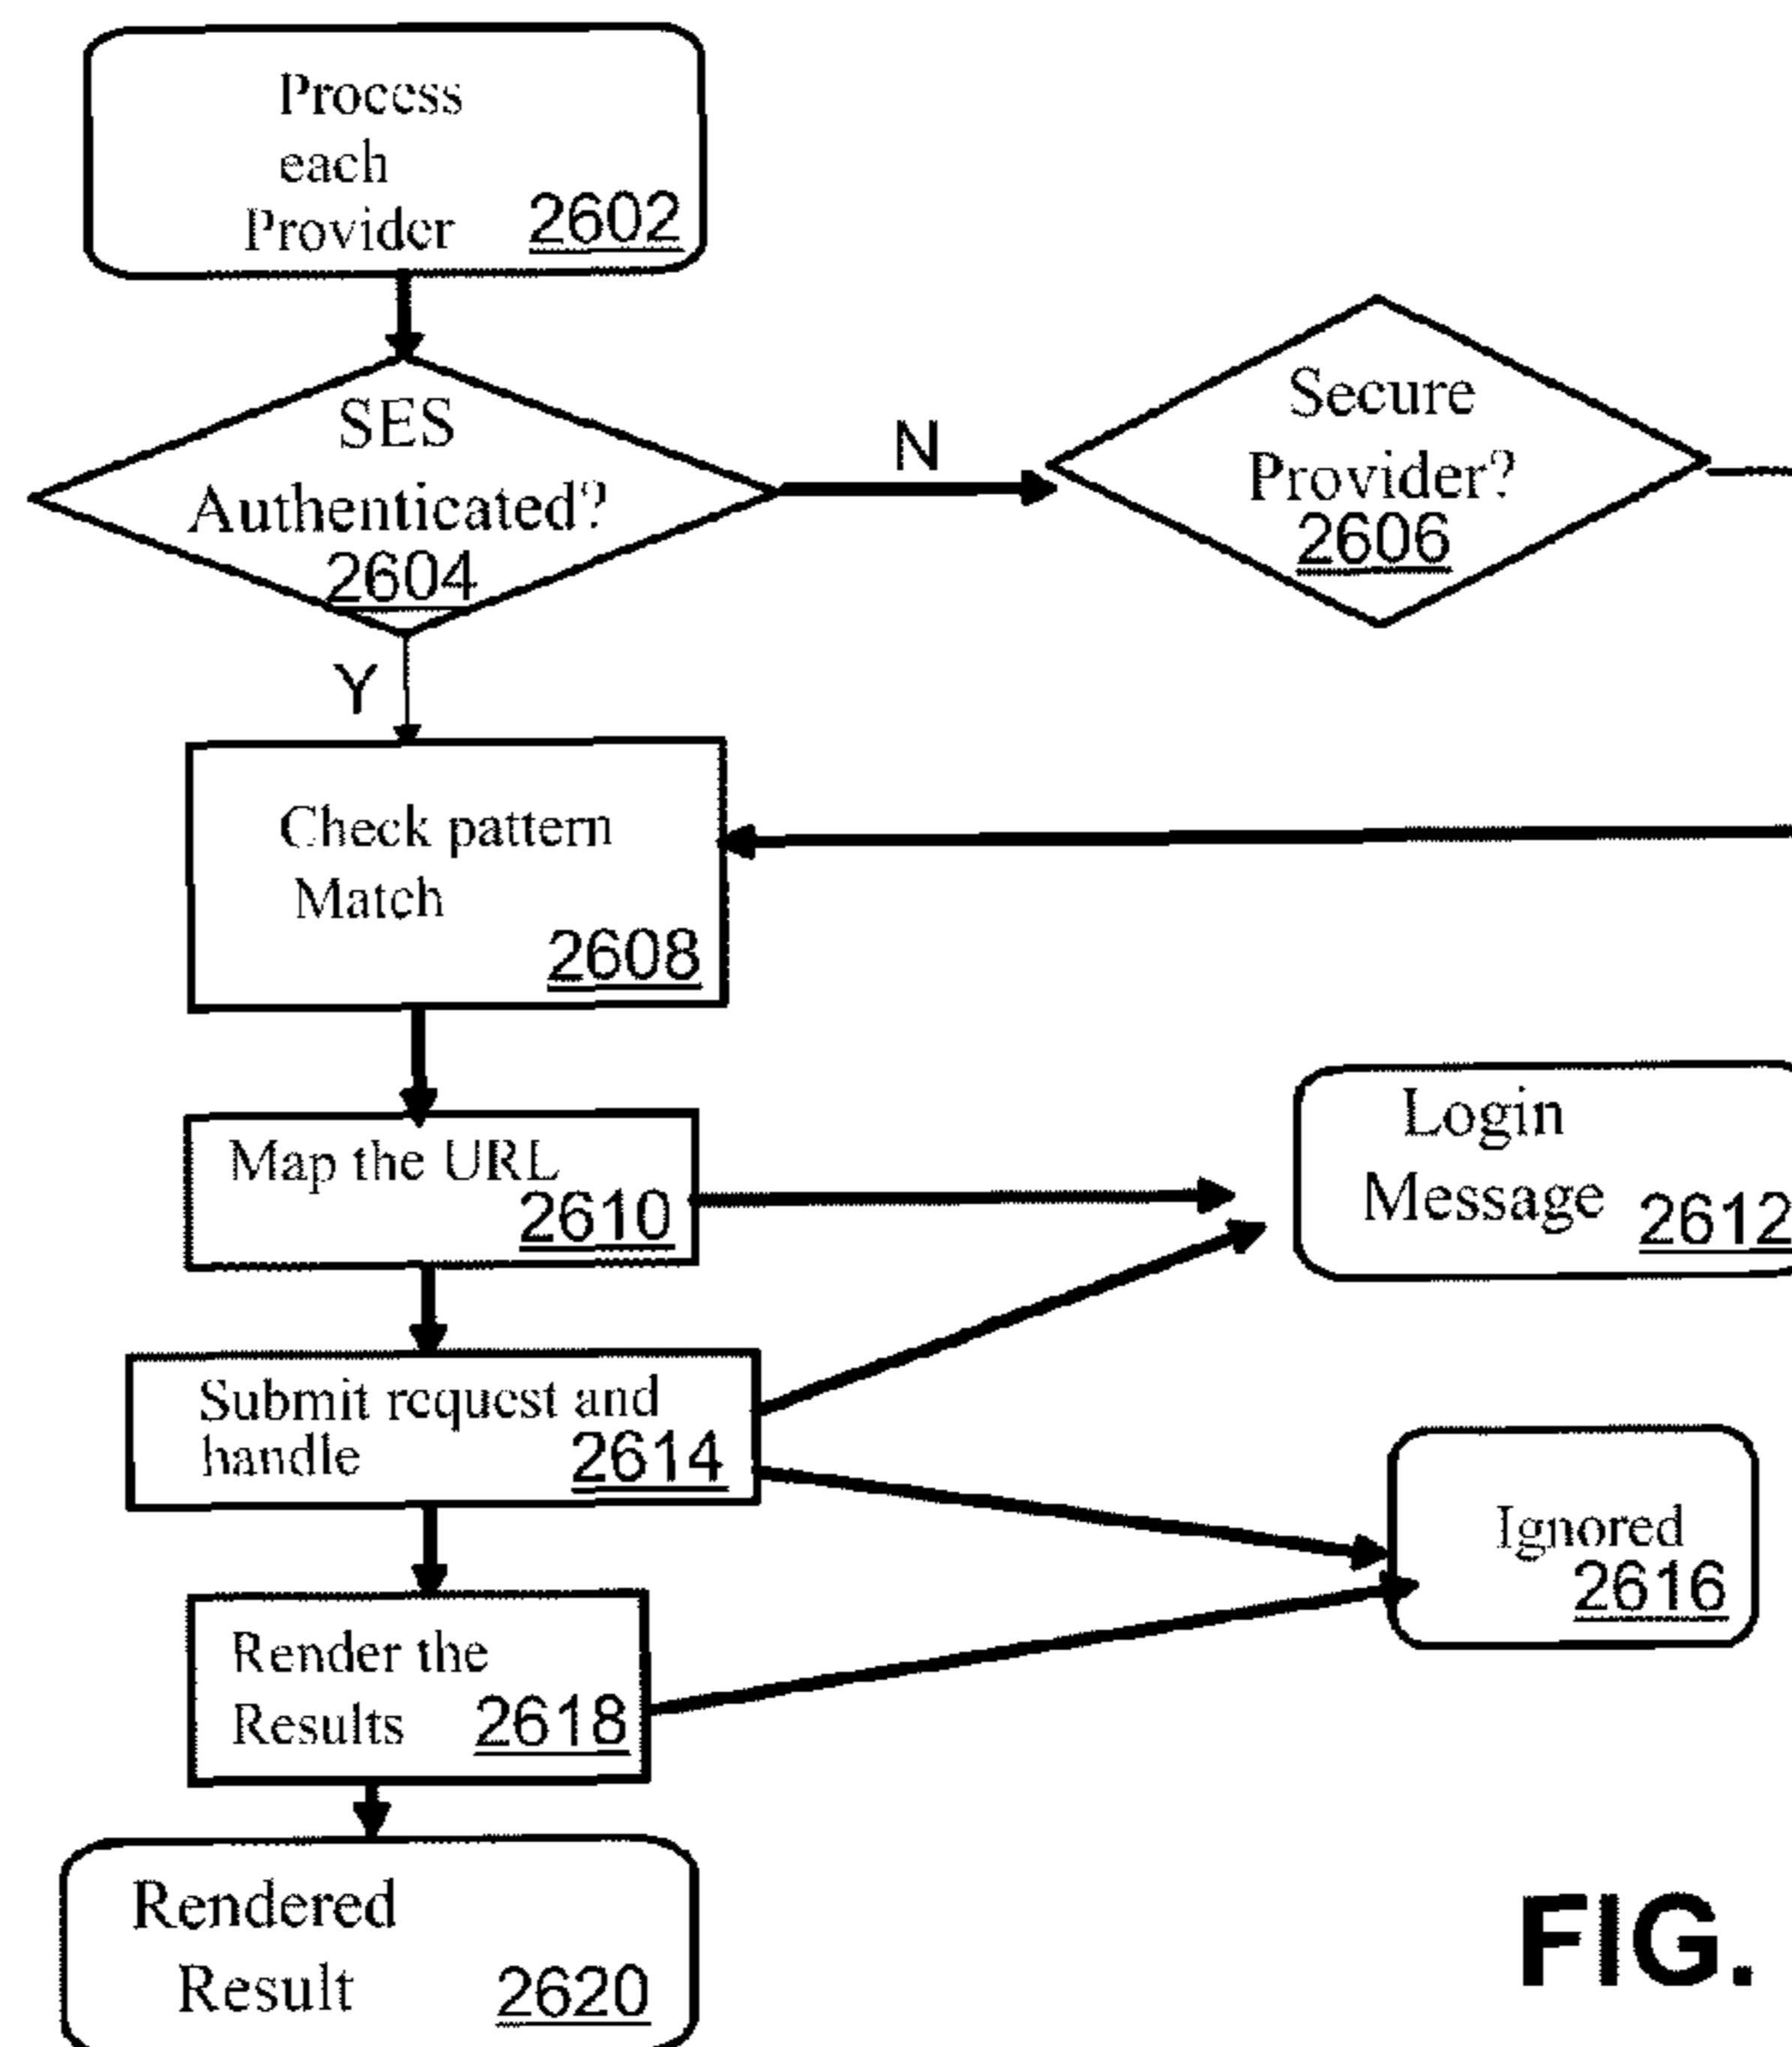 Process
each
Provider 2602
SES
Authenticated?
2604
N
Secure
Provider?
2606
Y
Check pattern
Match
2608
Map the URL
2610
Login
Message 2612
Submit request and
handle 2614
Ignored
2616
Render the
Results 2618
Rendered
Result 2620
FIG.